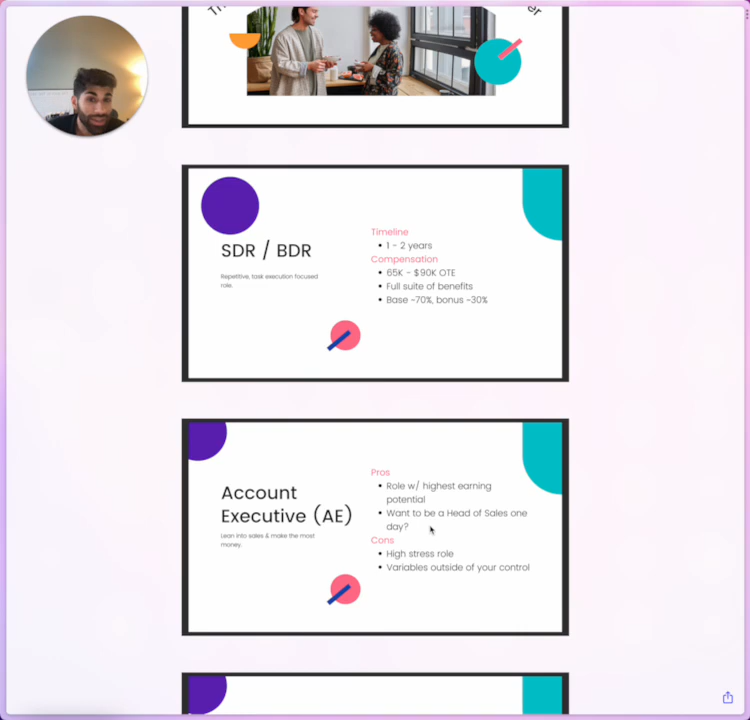 SDR / BDR
Repetitive, task execution focused
role.
Timeline
• 1 - 2 years
Compensation
• 65K - $90K OTE
• Full suite of benefits
• Base ~70%, bonus ~30%
Account
Executive (AE)
Lean into sales & make the most
money.
Pros
• Role w/ highest earning
potential
• Want to be a Head of Sales one
day?
Cons
• High stress role
• Variables outside of your control